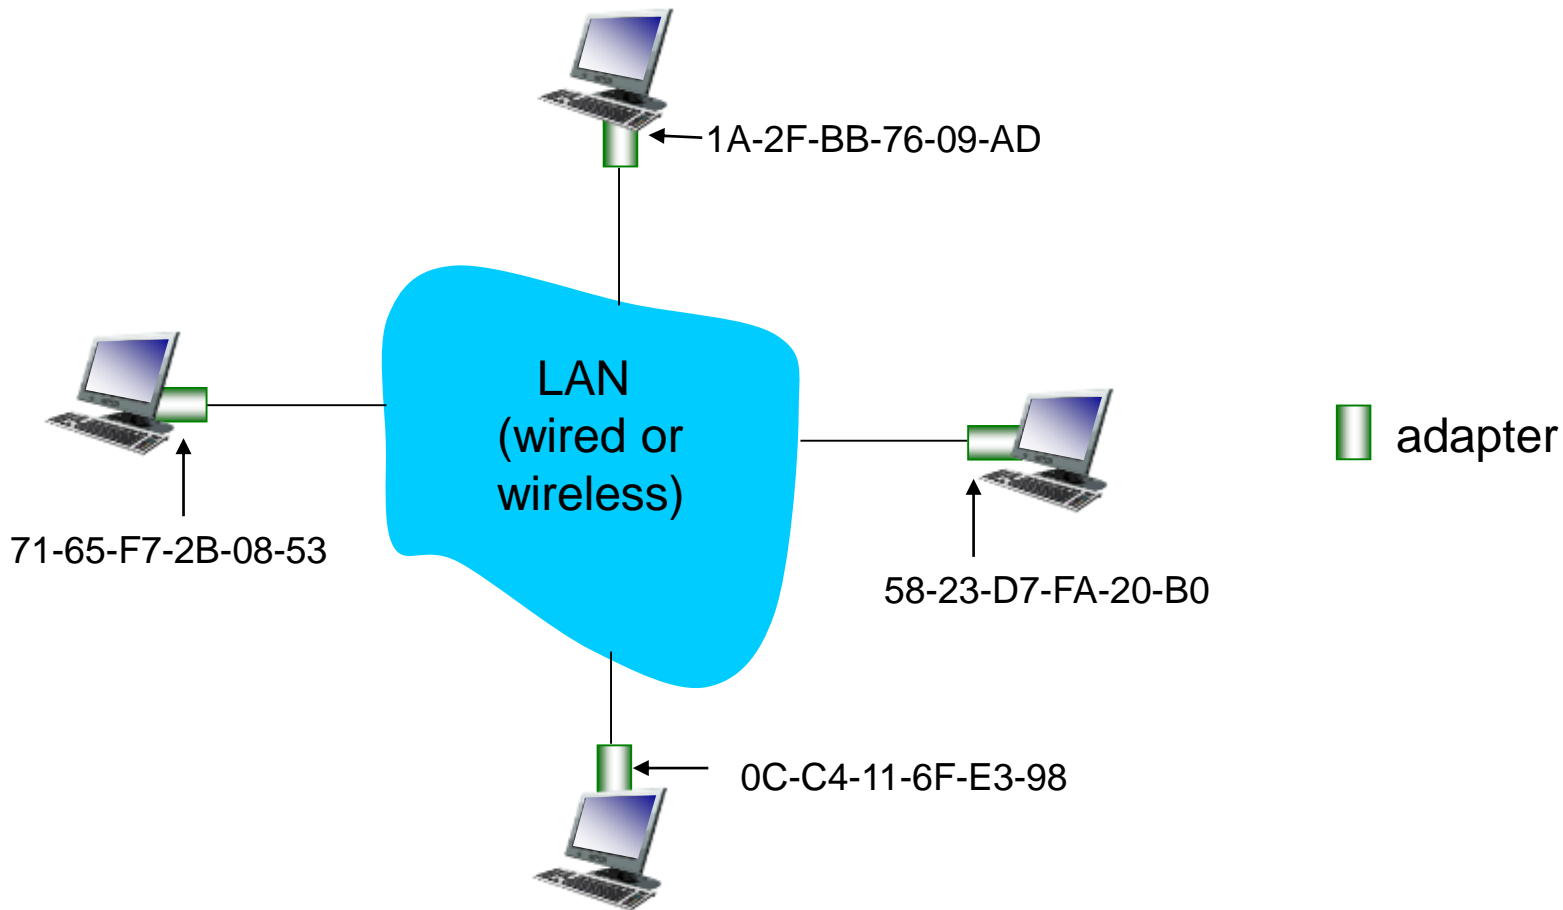 1A-2F-BB-76-09-AD
LAN
(wired or
wireless)
adapter
71-65-F7-2B-08-53
58-23-D7-FA-20-B0
0C-C4-11-6F-E3-98